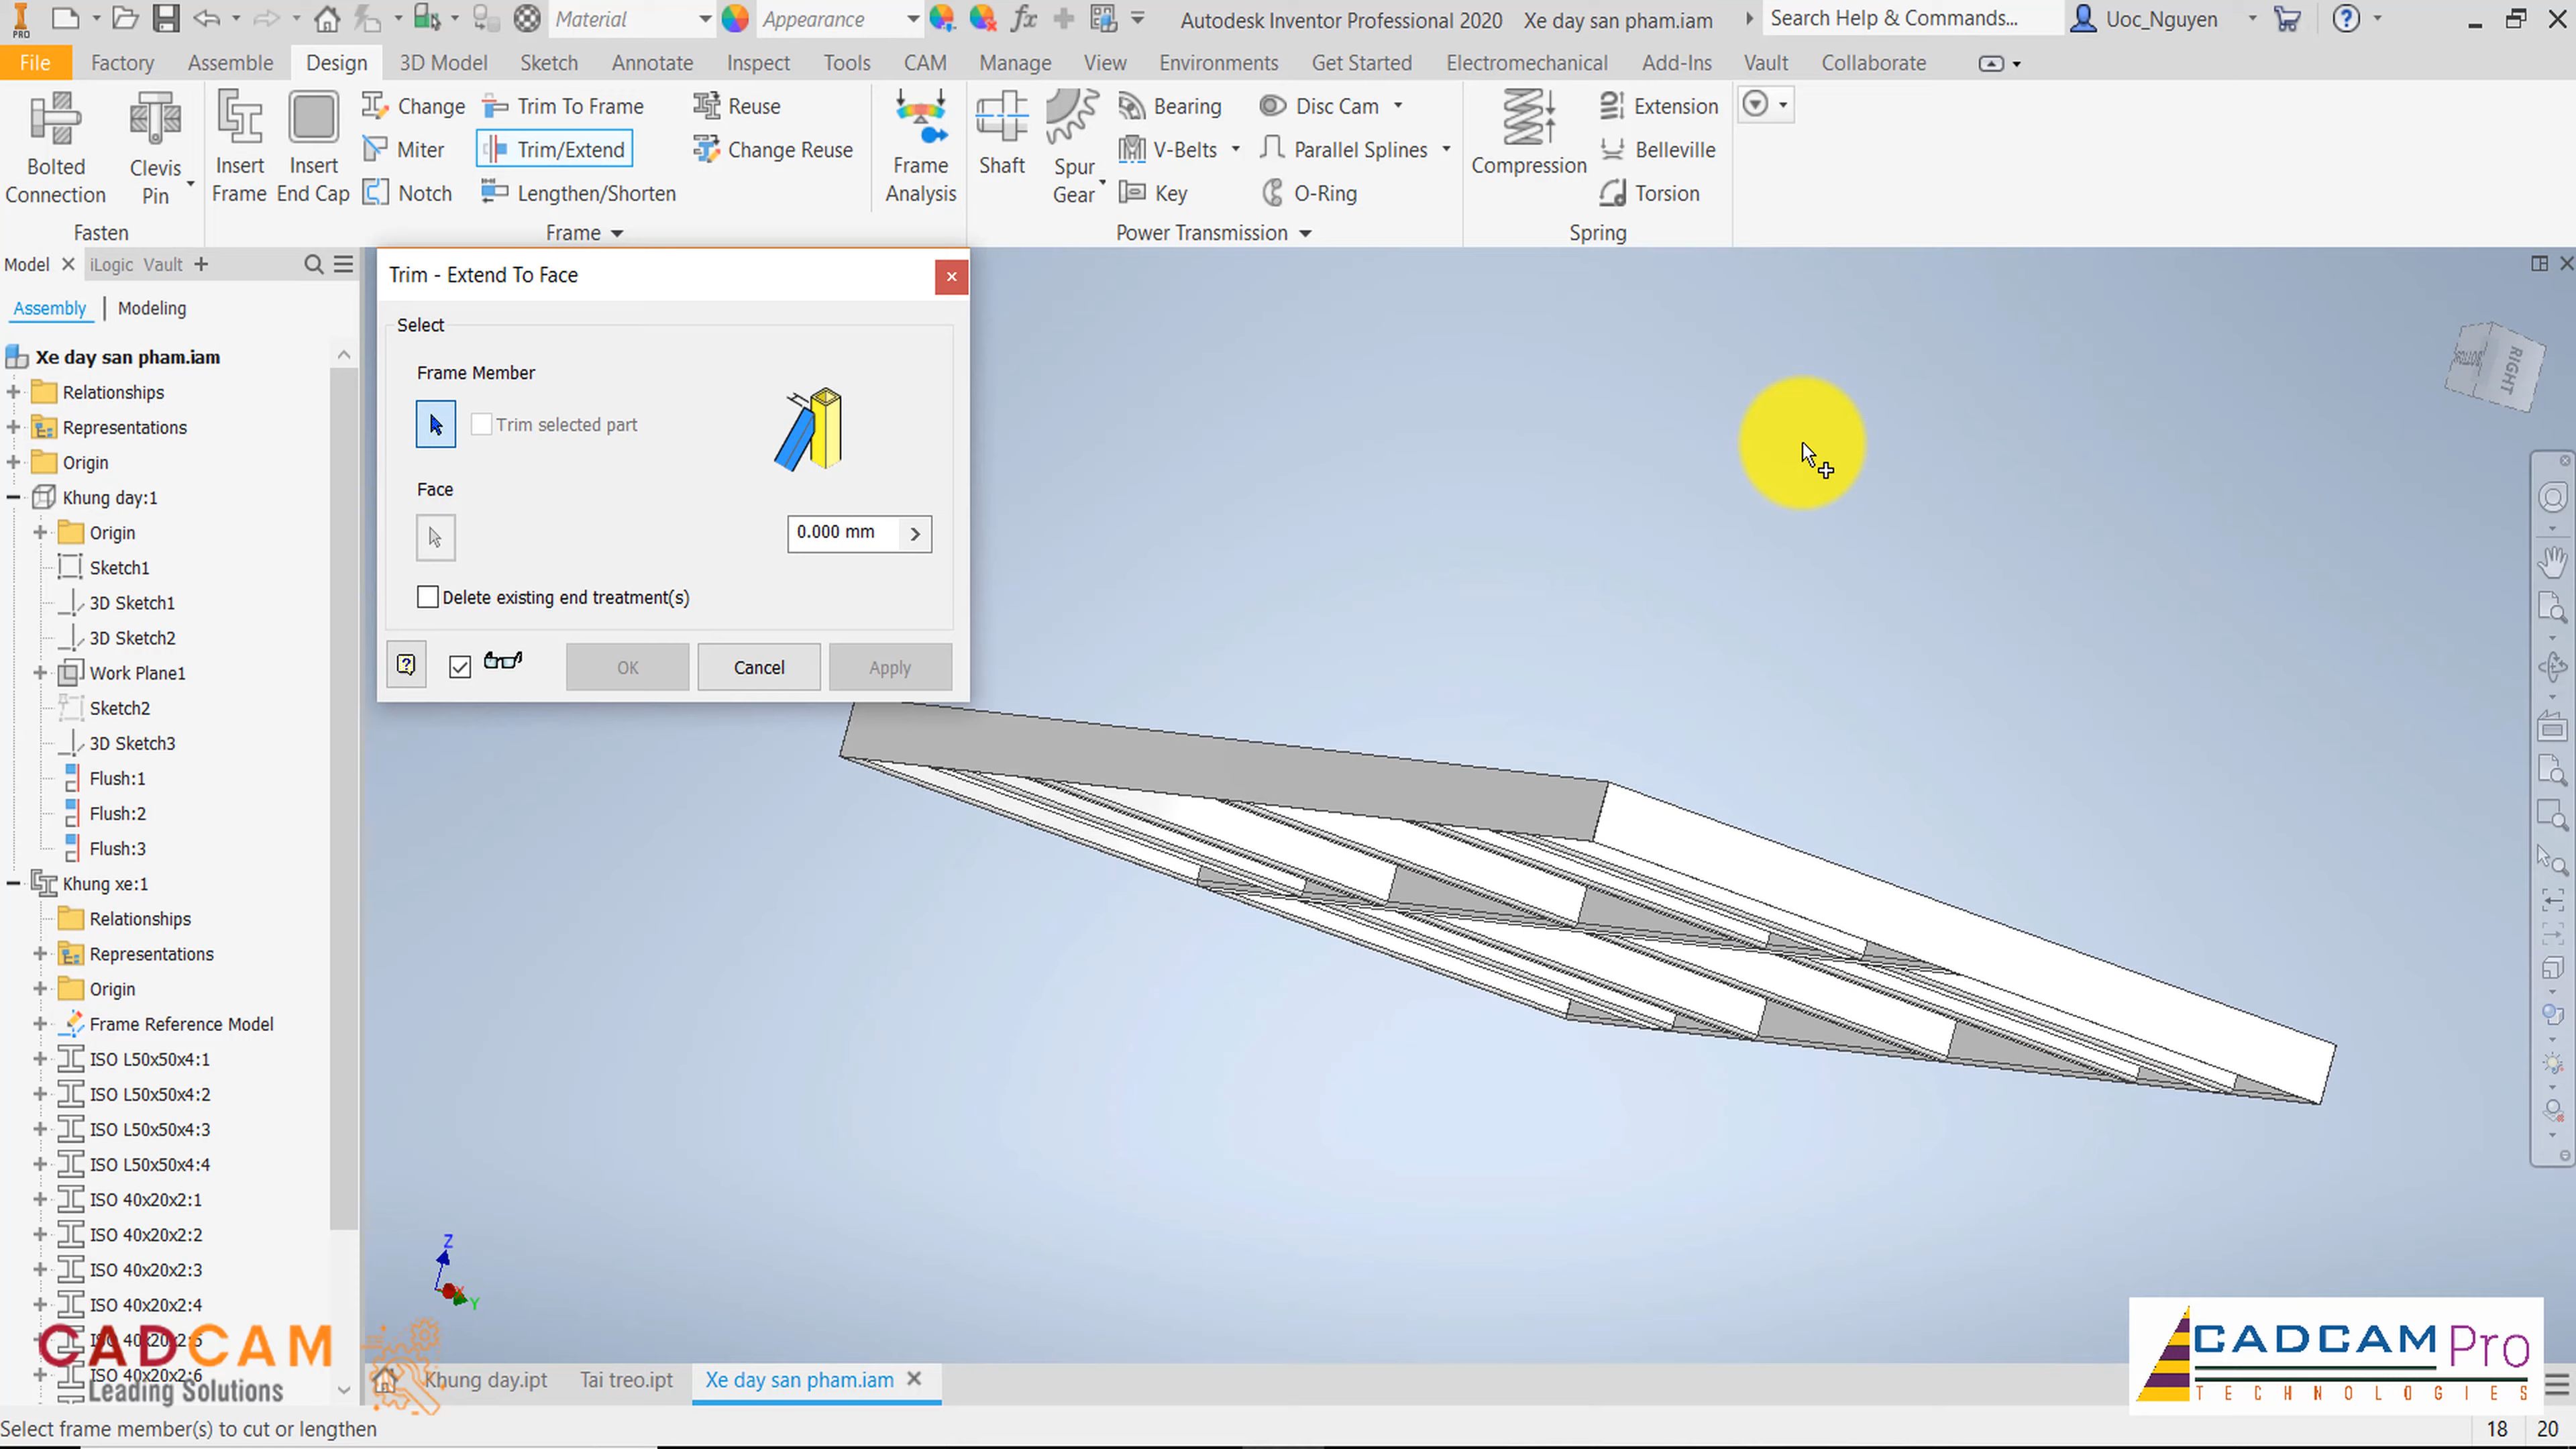 PRO
Material
Appearance
fx
Autodesk Inventor Professional 2020 Xe day san pham.iam
Search Help & Commands...
Uoc_Nguyen
File Factory Assemble Design 3D Model Sketch Annotate Inspect Tools CAM Manage View Environments Get Started Electromechanical Add-Ins Vault Collaborate
Bolted Connection
Clevis Pin
Fasten
Insert Frame
Insert End Cap
Change
Miter
Notch
Trim To Frame
Trim/Extend
Lengthen/Shorten
Reuse
Change Reuse
Frame
Frame Analysis
Shaft
Spur Gear
Bearing
V-Belts
Key
Disc Cam
Parallel Splines
O-Ring
Power Transmission
Compression
Extension
Belleville
Torsion
Spring
Model iLogic Vault +
Assembly | Modeling
Xe day san pham.iam
Relationships
Representations
Origin
Khung day:1
Origin
Sketch1
3D Sketch1
3D Sketch2
Work Plane1
Sketch2
3D Sketch3
Flush:1
Flush:2
Flush:3
Khung xe:1
Relationships
Representations
Origin
Frame Reference Model
ISO L50x50x4:1
ISO L50x50x4:2
ISO L50x50x4:3
ISO L50x50x4:4
ISO 40x20x2:1
ISO 40x20x2:2
ISO 40x20x2:3
ISO 40x20x2:4
ISO 40x20x2:5
ISO 40x20x2:6
Trim - Extend To Face
Select
Frame Member
Trim selected part
Face
0.000 mm
Delete existing end treatment(s)
OK
Cancel
Apply
BOTTOM
RIGHT
Z
Y
CADCAM
Leading Solutions
Khung day.ipt
Tai treo.ipt
Xe day san pham.iam
CADCAM Pro
TECHNOLOGIES
Select frame member(s) to cut or lengthen
18 20